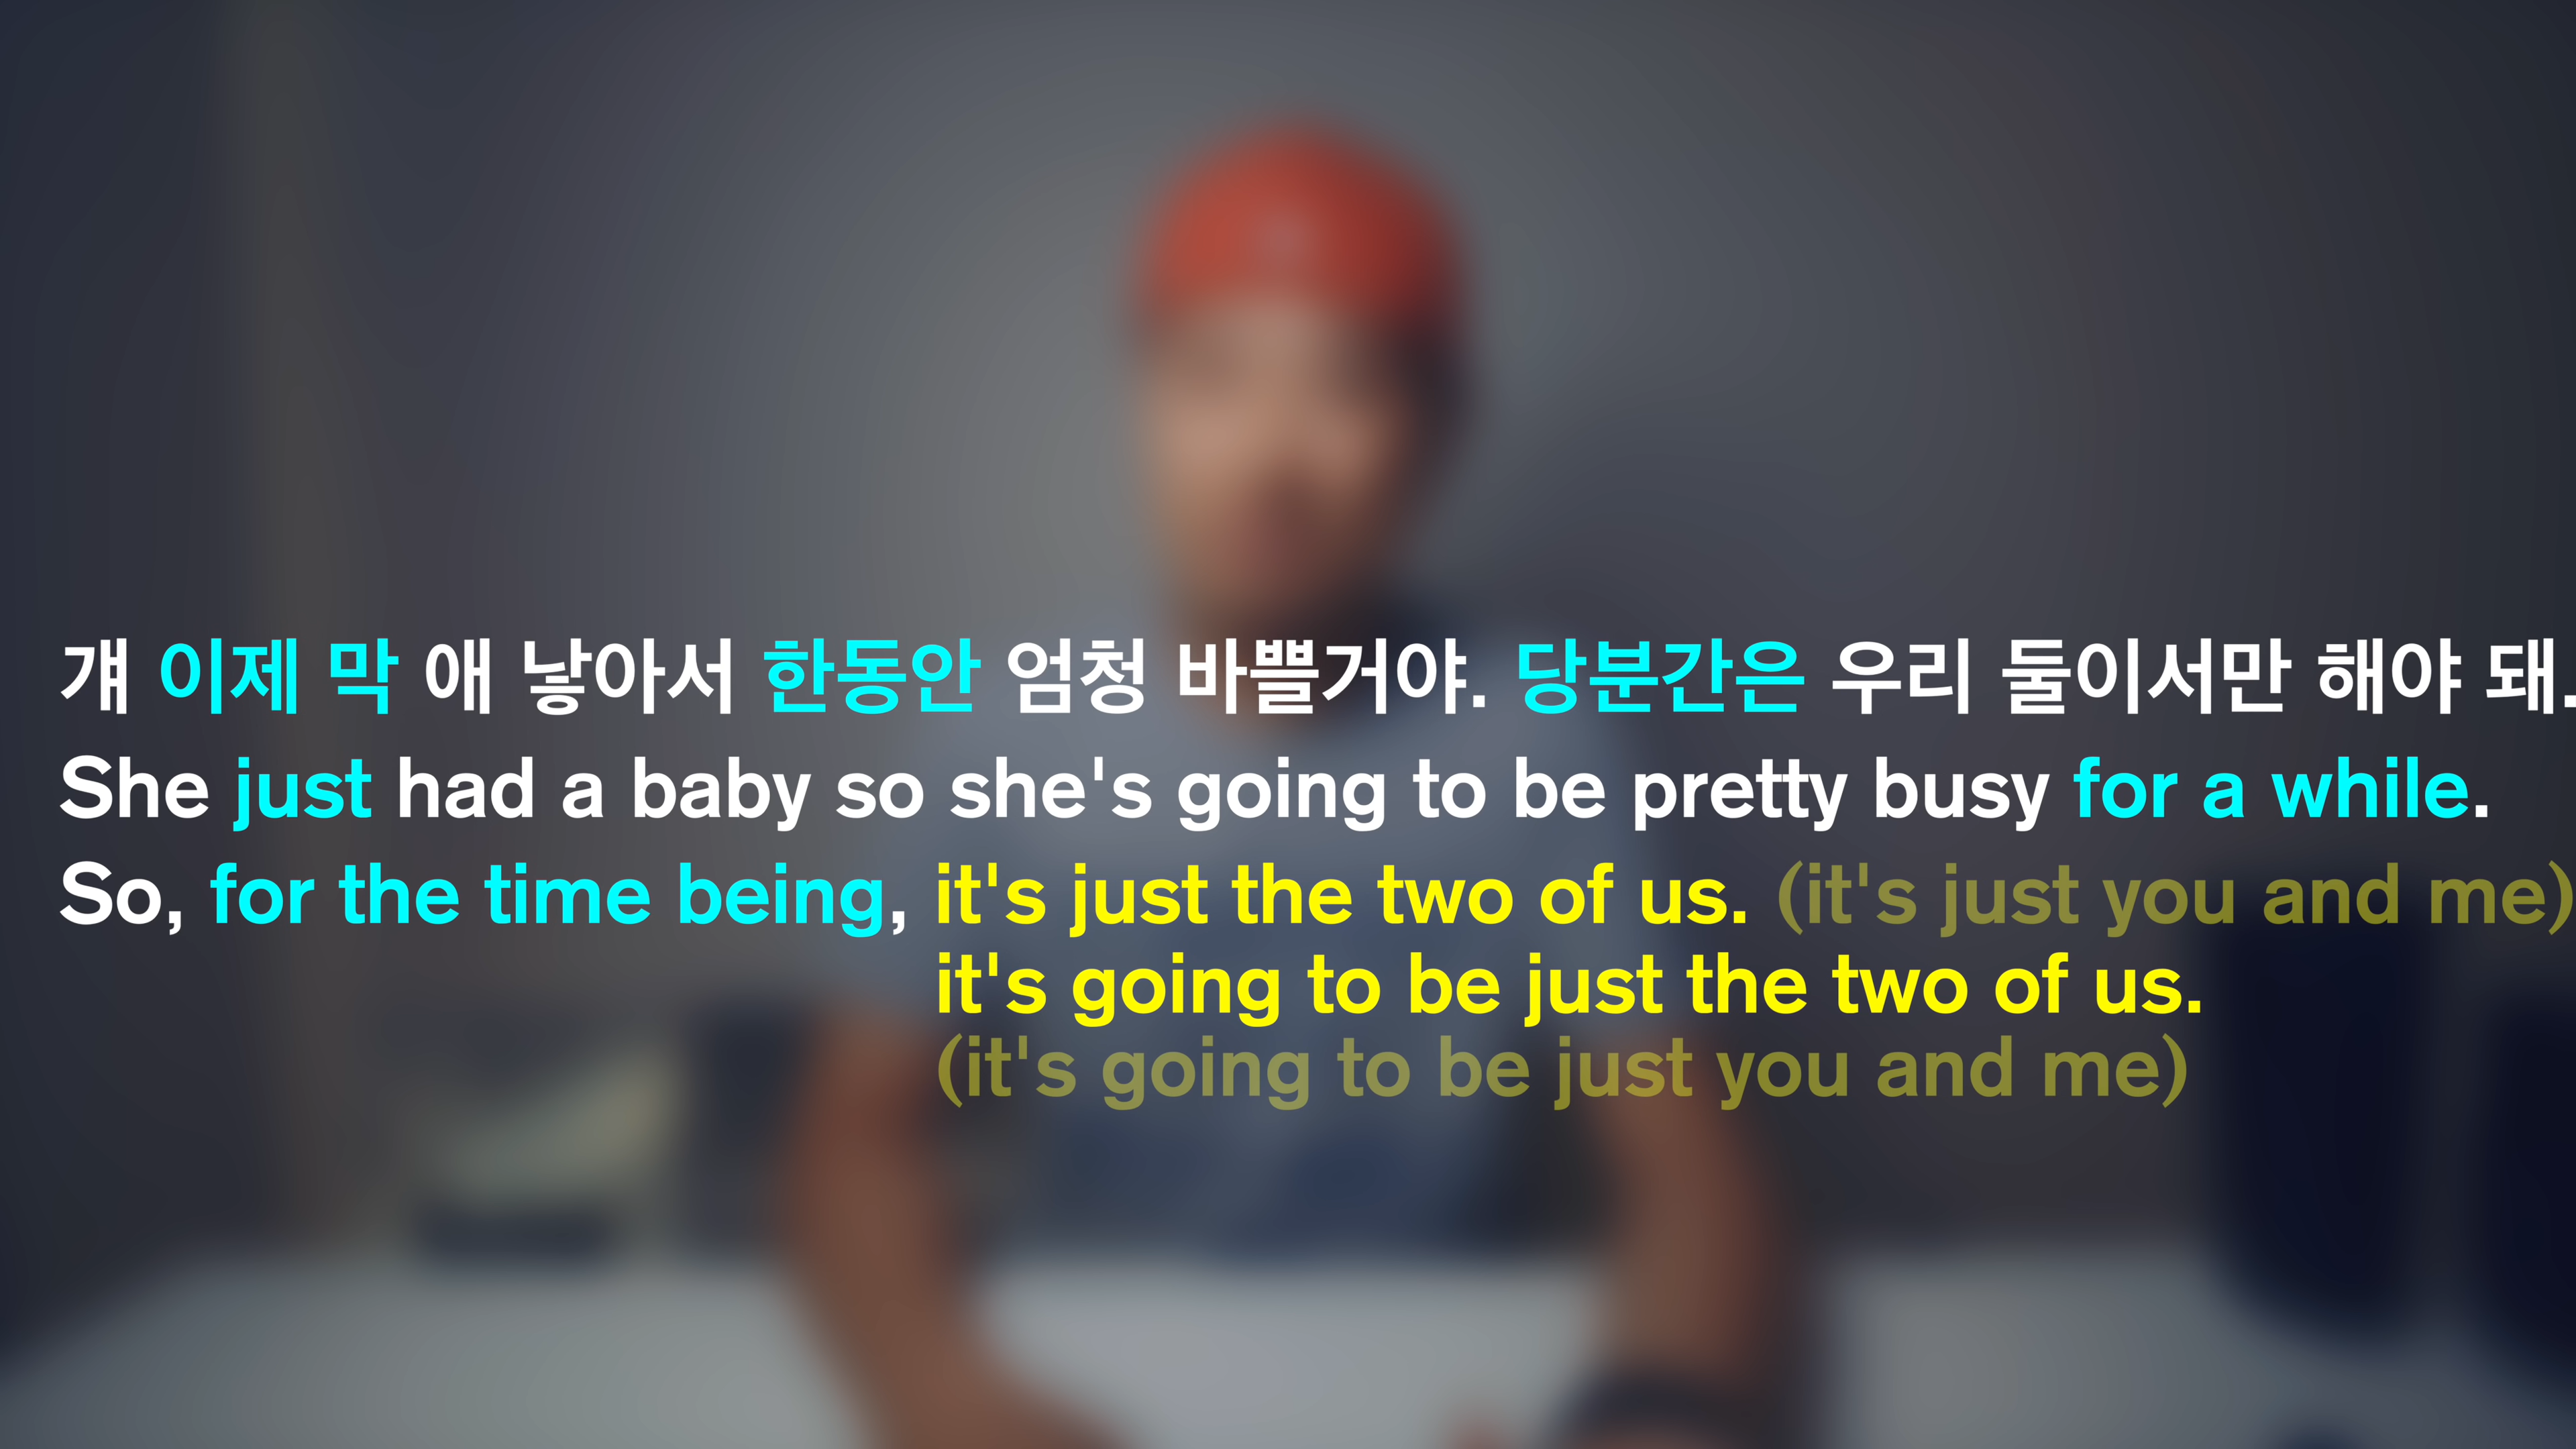 걔 이제 막 애 낳아서 한동안 엄청 바쁠거야. 당분간은 우리 둘이서만 해야 돼.
She just had a baby so she's going to be pretty busy for a while.
So, for the time being, it's just the two of us. (it's just you and me)
it's going to be just the two of us.
(it's going to be just you and me)